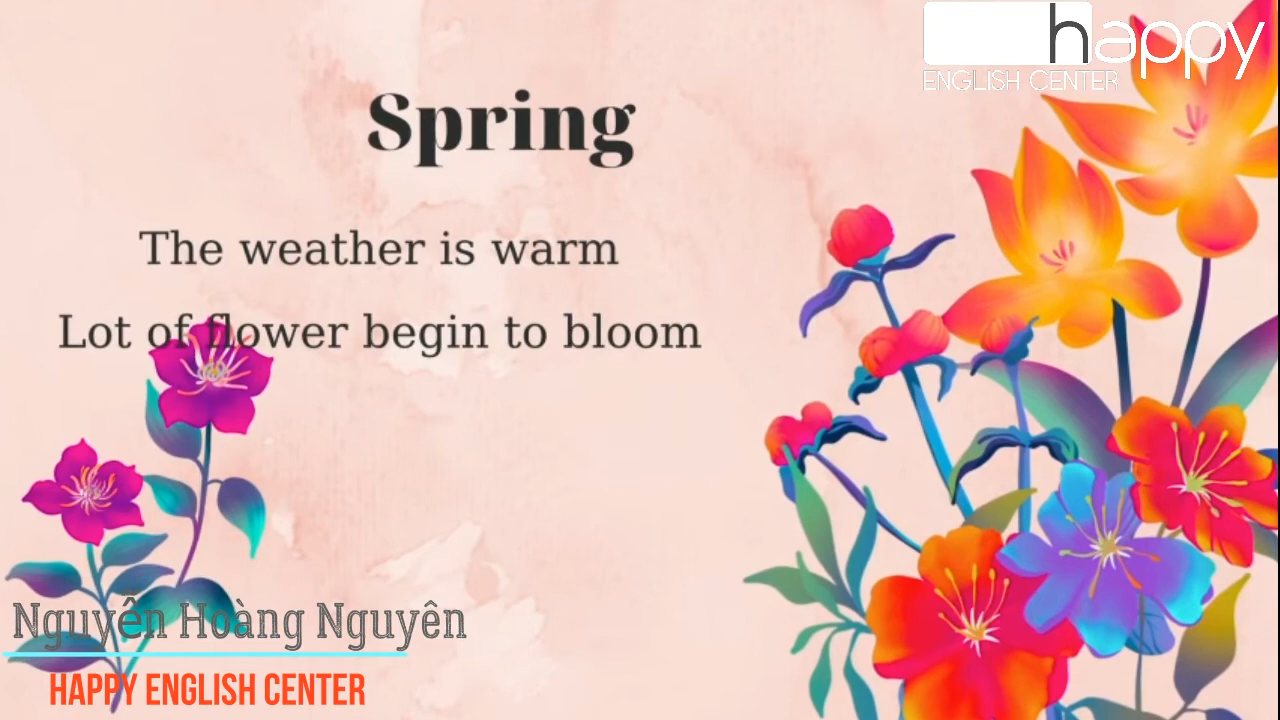 happy
ENGLISH CENTER
Spring
The weather is warm
Lot of flower begin to bloom
Nguyễn Hoàng Nguyên
HAPPY ENGLISH CENTER